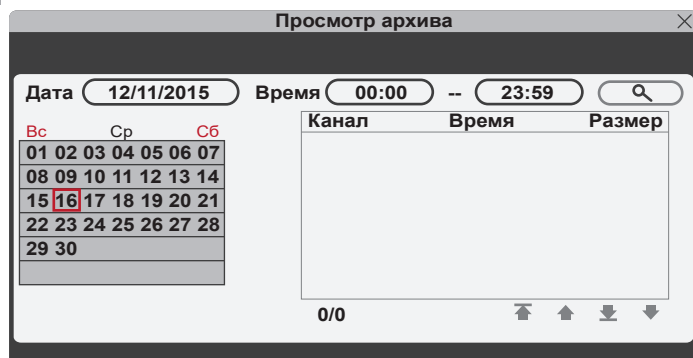 Просмотр архива
Дата 12/11/2015 Время 00:00 -- 23:59
Канал Время Размер
Вс Ср Сб
01 02 03 04 05 06 07
08 09 10 11 12 13 14
15 16 17 18 19 20 21
22 23 24 25 26 27 28
29 30
0/0